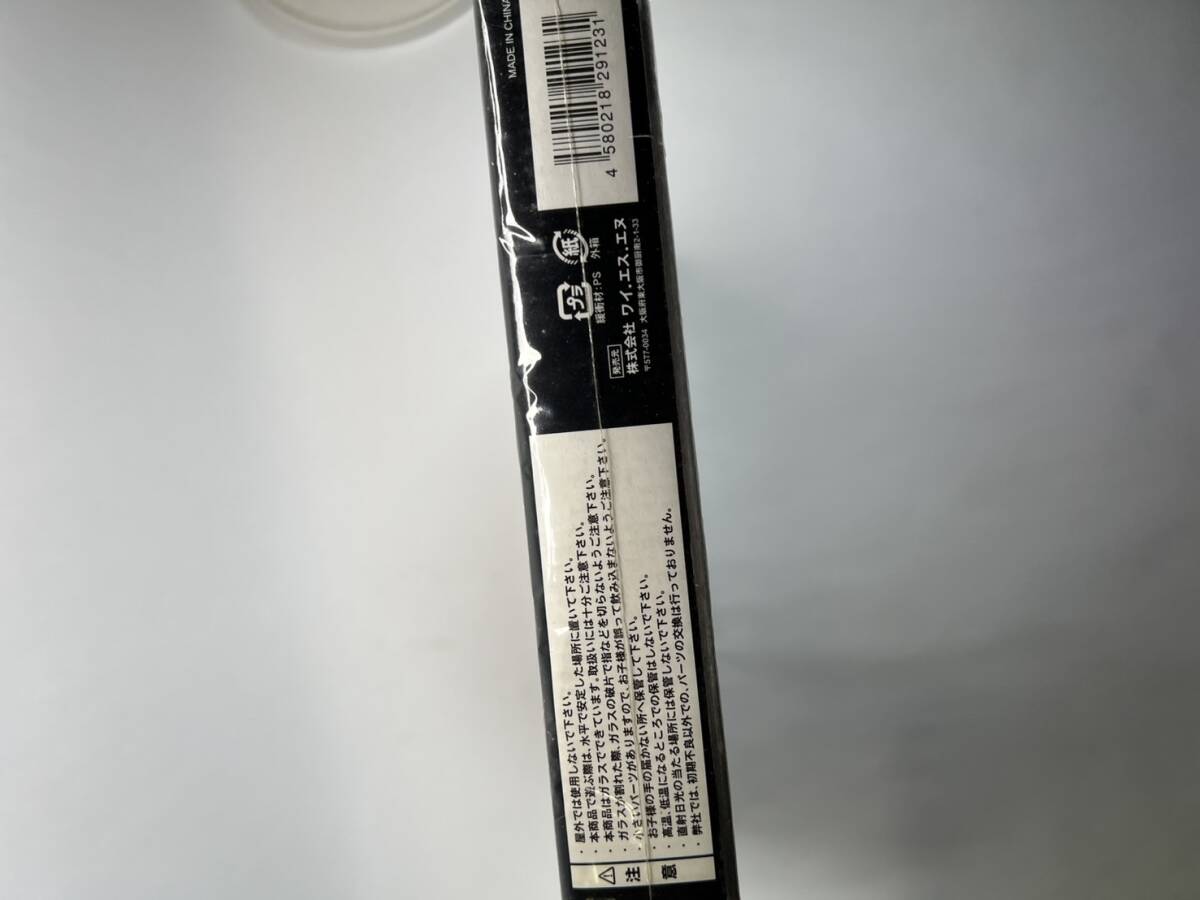 ⚠注意
・屋外では使用しないで下さい。
・本商品で遊ぶ際は、水平で安定した場所に置いて下さい。
・本商品はガラスでできています。取扱いには十分ご注意下さい。
・ガラスが割れた際、ガラスの破片で指などを切らないようご注意下さい。
・小さいパーツがありますので、お子様が誤って飲み込まないようご注意下さい。
お子様の手の届かない所へ保管して下さい。
・高温、低温になるところでの保管はしないで下さい。
・直射日光の当たる場所には保管しないで下さい。
・弊社では、初期不良以外での、パーツの交換は行っておりません。
プラ
紙
緩衝材:PS 外箱
発売元
株式会社 ワイ.エス.エヌ
〒577-0034 大阪府東大阪市御厨南2-1-33
MADE IN CHINA
4 580218 291231